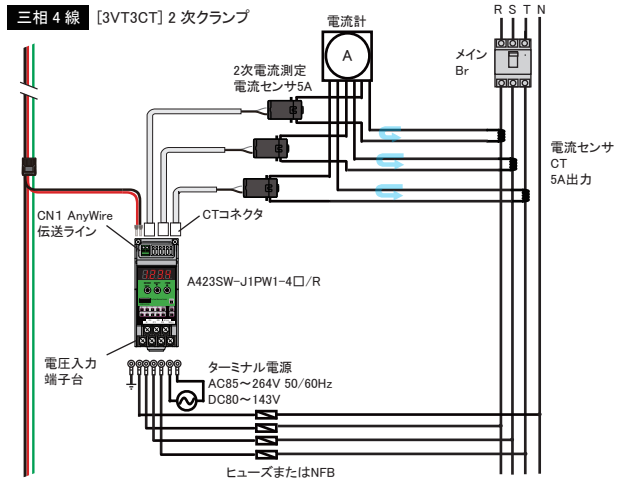 三相4線 [3VT3CT] 2次クランプ
R S T N
電流計
A
メイン
Br
2次電流測定
電流センサ5A
電流センサ
CT
5A出力
CN1 AnyWire
伝送ライン
CTコネクタ
A423SW-J1PW1-4□/R
電圧入力
端子台
ターミナル電源
AC85～264V 50/60Hz
DC80～143V
ヒューズまたはNFB